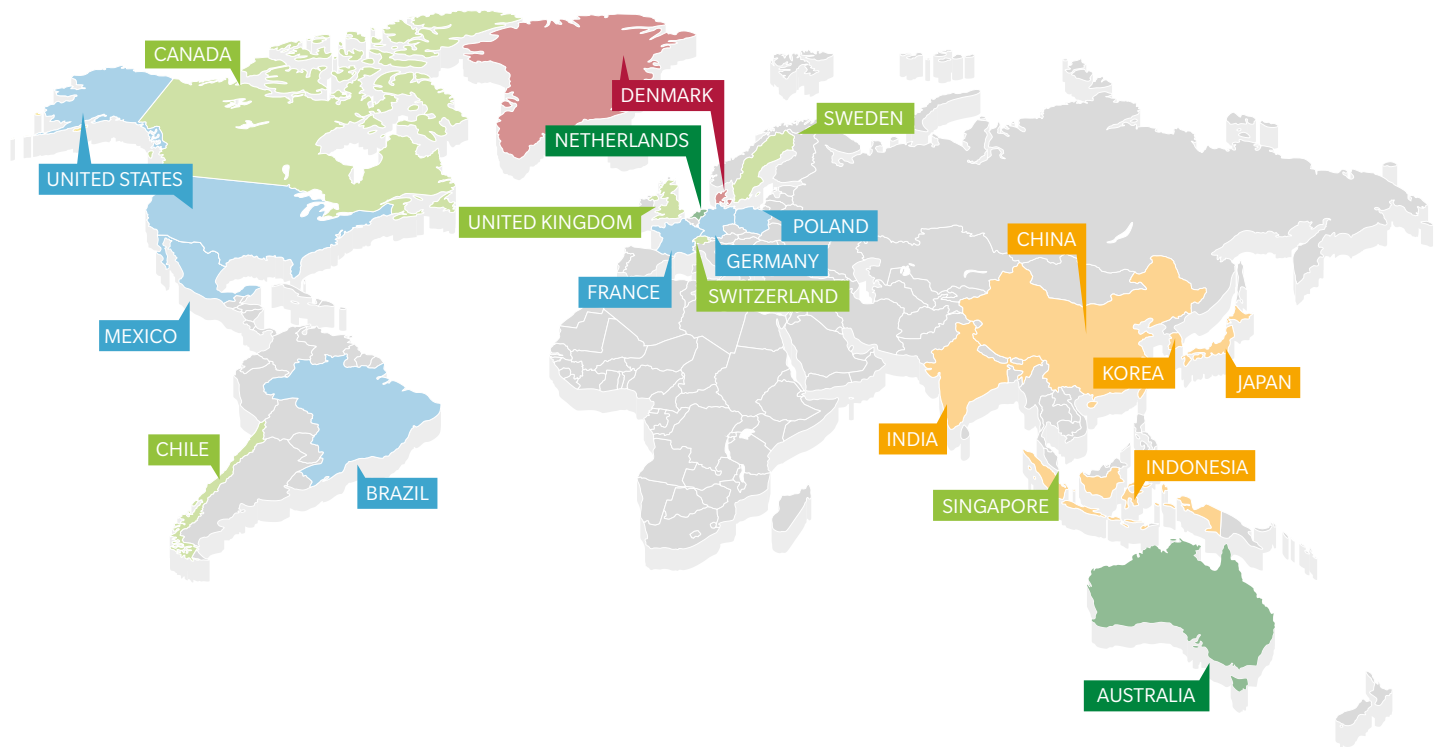 CANADA
DENMARK
SWEDEN
NETHERLANDS
UNITED STATES
UNITED KINGDOM
POLAND
CHINA
GERMANY
FRANCE
SWITZERLAND
MEXICO
KOREA
JAPAN
INDIA
CHILE
INDONESIA
BRAZIL
SINGAPORE
AUSTRALIA